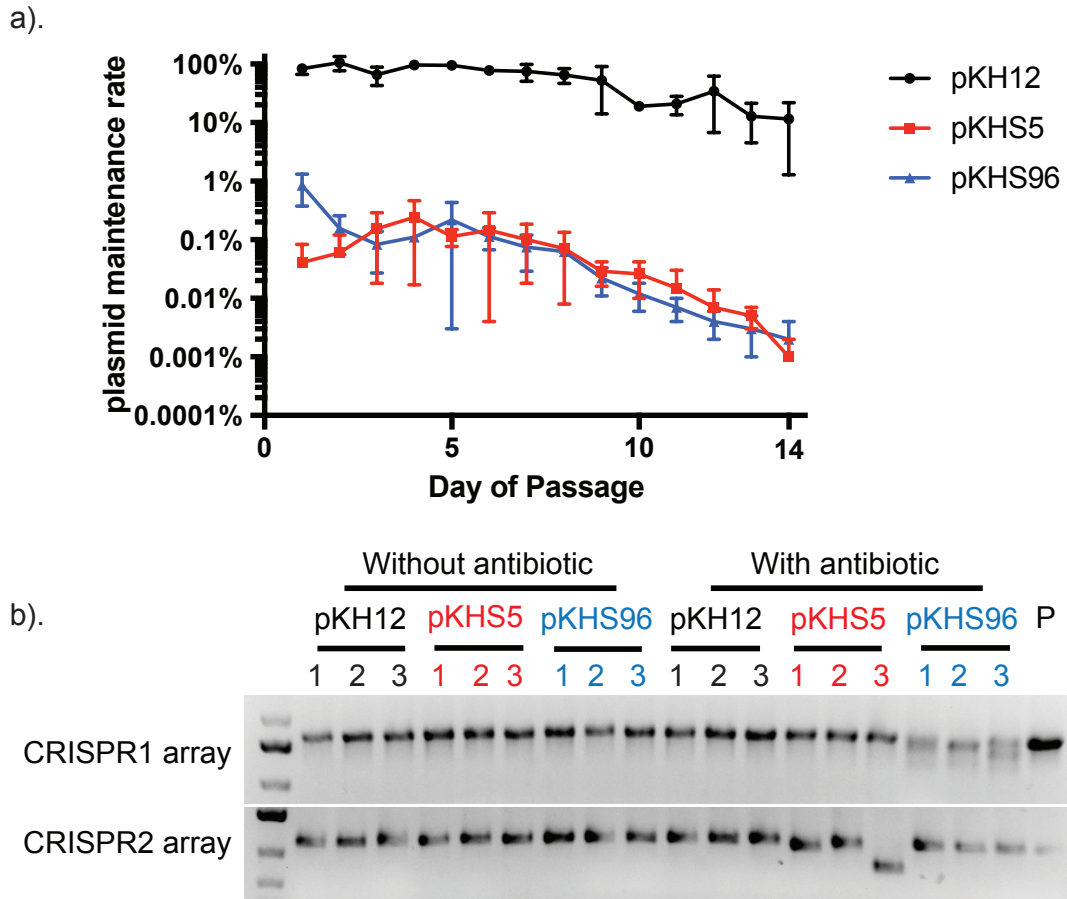 a).
plasmid maintenance rate
100%
10%
1%
0.1%
0.01%
0.001%
0.0001%
0 5 10 14
Day of Passage
pKH12
pKHS5
pKHS96
b).
Without antibiotic With antibiotic
pKH12 pKHS5 pKHS96 pKH12 pKHS5 pKHS96 P
1 2 3 1 2 3 1 2 3 1 2 3 1 2 3 1 2 3
CRISPR1 array
CRISPR2 array